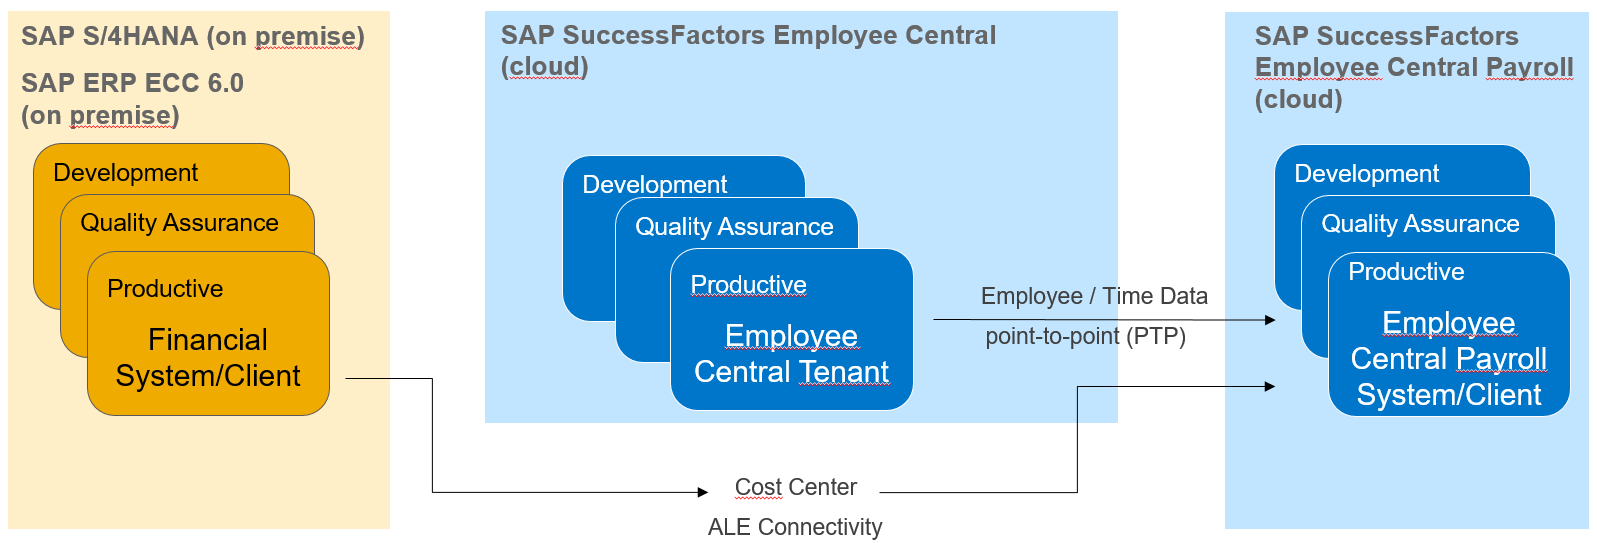 SAP S/4HANA (on premise)
SAP ERP ECC 6.0
(on premise)
Development
Quality Assurance
Productive
Financial
System/Client
SAP SuccessFactors Employee Central
(cloud)
Development
Quality Assurance
Productive
Employee
Central Tenant
Employee / Time Data
point-to-point (PTP)
Cost Center
ALE Connectivity
SAP SuccessFactors
Employee Central Payroll
(cloud)
Development
Quality Assurance
Productive
Employee
Central Payroll
System/Client